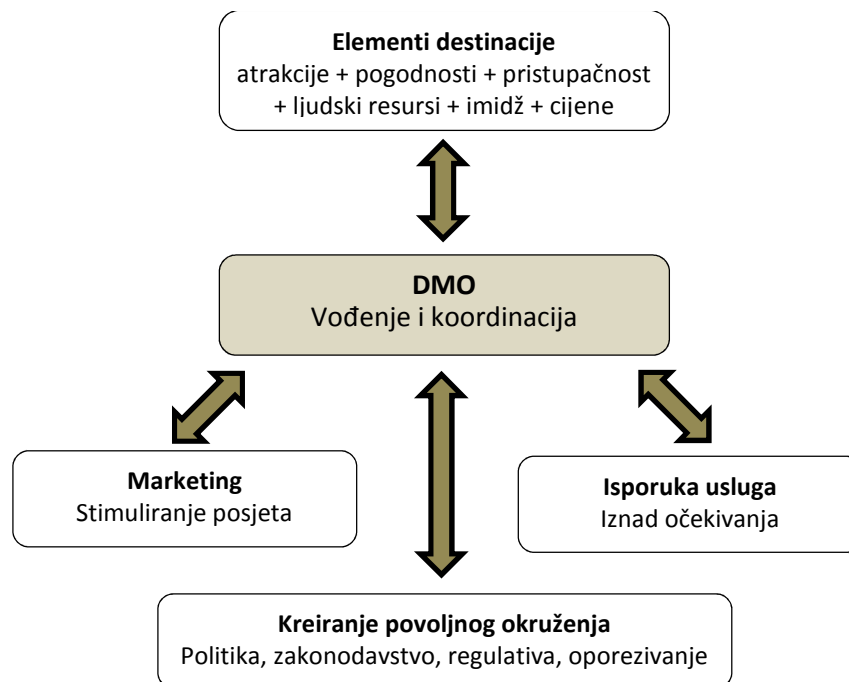 Elementi destinacije
atrakcije + pogodnosti + pristupačnost
+ ljudski resursi + imidž + cijene
DMO
Vođenje i koordinacija
Marketing
Stimuliranje posjeta
Isporuka usluga
Iznad očekivanja
Kreiranje povoljnog okruženja
Politika, zakonodavstvo, regulativa, oporezivanje